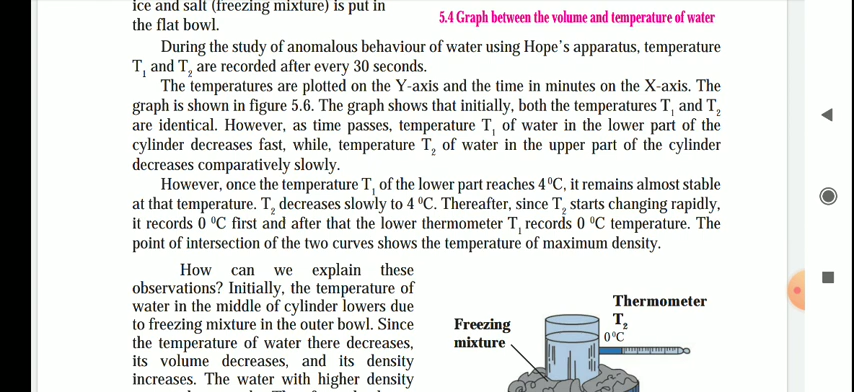 ice and salt (freezing mixture) is put in
the flat bowl.
5.4 Graph between the volume and temperature of water
During the study of anomalous behaviour of water using Hope's apparatus, temperature
T₁ and T₂ are recorded after every 30 seconds.
The temperatures are plotted on the Y-axis and the time in minutes on the X-axis. The
graph is shown in figure 5.6. The graph shows that initially, both the temperatures T₁ and T₂
are identical. However, as time passes, temperature T₁ of water in the lower part of the
cylinder decreases fast, while, temperature T₂ of water in the upper part of the cylinder
decreases comparatively slowly.
However, once the temperature T₁ of the lower part reaches 4 ⁰C, it remains almost stable
at that temperature. T₂ decreases slowly to 4 ⁰C. Thereafter, since T₂ starts changing rapidly,
it records 0 ⁰C first and after that the lower thermometer T₁ records 0 ⁰C temperature. The
point of intersection of the two curves shows the temperature of maximum density.
How can we explain these
observations? Initially, the temperature of
water in the middle of cylinder lowers due
to freezing mixture in the outer bowl. Since
the temperature of water there decreases,
its volume decreases, and its density
increases. The water with higher density
Freezing
mixture
Thermometer
T₂
0⁰C